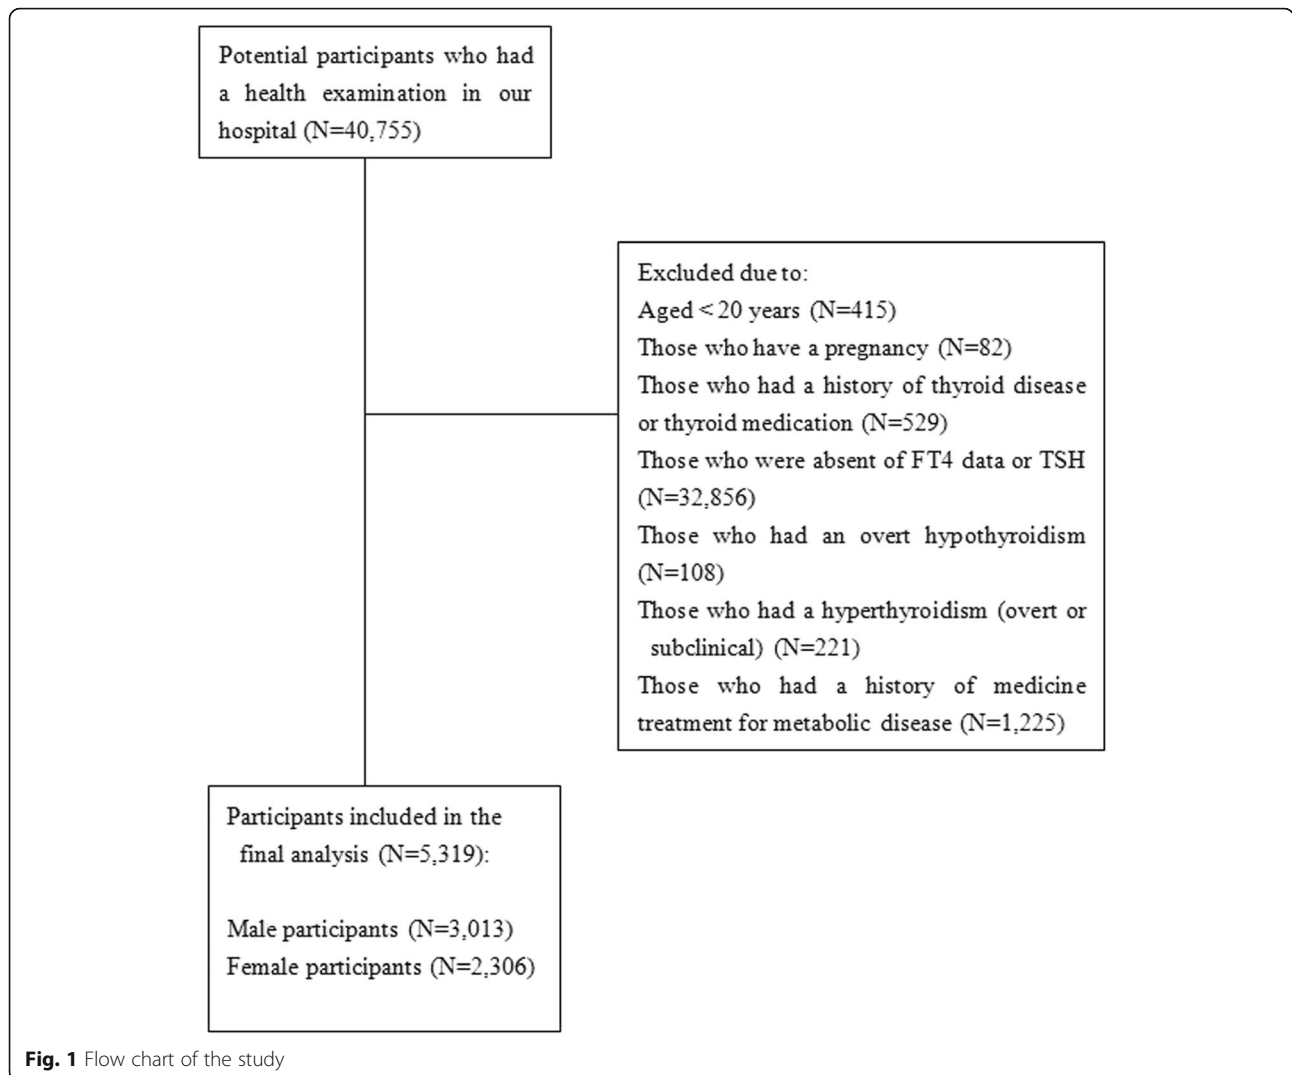 Potential participants who had
a health examination in our
hospital (N=40,755)
Excluded due to:
Aged < 20 years (N=415)
Those who have a pregnancy (N=82)
Those who had a history of thyroid disease
or thyroid medication (N=529)
Those who were absent of FT4 data or TSH
(N=32,856)
Those who had an overt hypothyroidism
(N=108)
Those who had a hyperthyroidism (overt or
subclinical) (N=221)
Those who had a history of medicine
treatment for metabolic disease (N=1,225)
Participants included in the
final analysis (N=5,319):
Male participants (N=3,013)
Female participants (N=2,306)
Fig. 1 Flow chart of the study